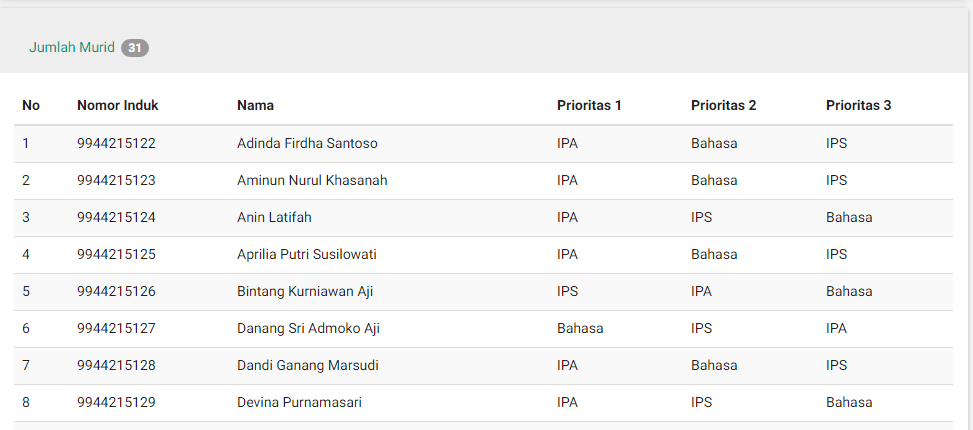 Jumlah Murid 31
No Nomor Induk Nama Prioritas 1 Prioritas 2 Prioritas 3
1 9944215122 Adinda Firdha Santoso IPA Bahasa IPS
2 9944215123 Aminun Nurul Khasanah IPA Bahasa IPS
3 9944215124 Anin Latifah IPA IPS Bahasa
4 9944215125 Aprilia Putri Susilowati IPA Bahasa IPS
5 9944215126 Bintang Kurniawan Aji IPS IPA Bahasa
6 9944215127 Danang Sri Admoko Aji Bahasa IPS IPA
7 9944215128 Dandi Ganang Marsudi IPA Bahasa IPS
8 9944215129 Devina Purnamasari IPA IPS Bahasa